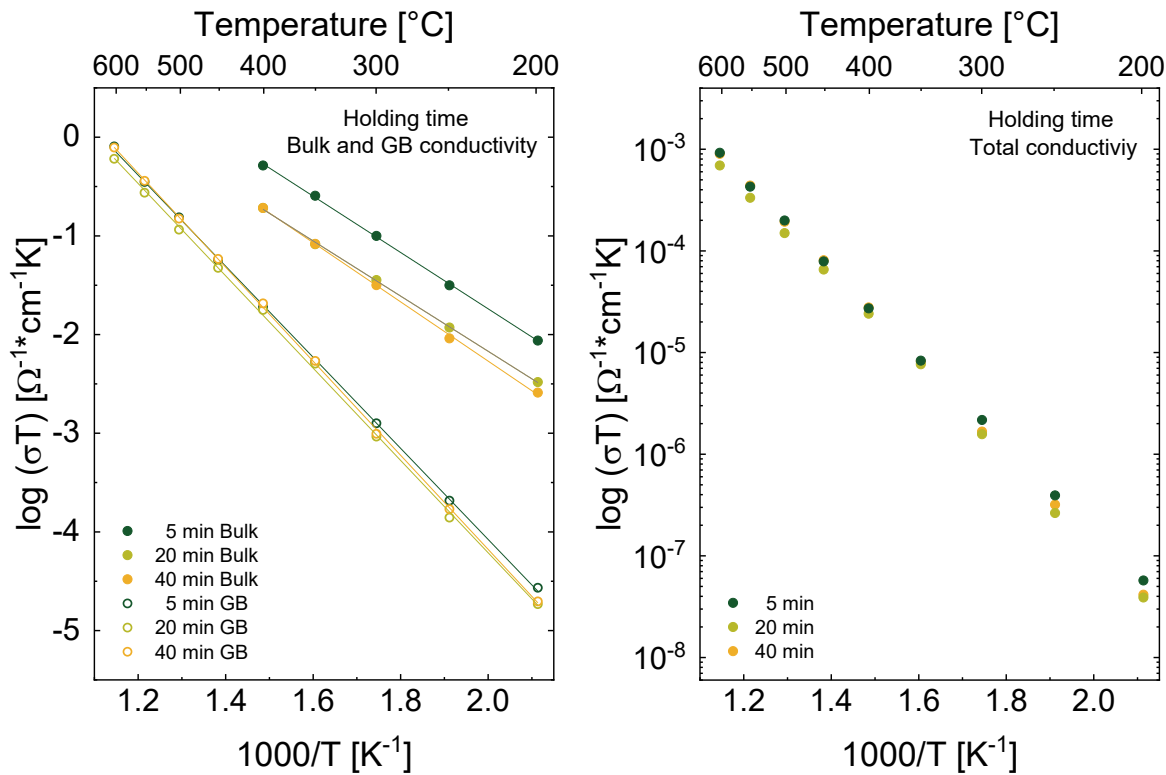 Temperature [°C]
600 500 400 300 200
Holding time
Bulk and GB conductivity
0
-1
-2
-3
-4
-5
log (σT) [Ω⁻¹*cm⁻¹K]
5 min Bulk
20 min Bulk
40 min Bulk
5 min GB
20 min GB
40 min GB
1.2 1.4 1.6 1.8 2.0
1000/T [K⁻¹]
Temperature [°C]
600 500 400 300 200
Holding time
Total conductiviy
10⁻³
10⁻⁴
10⁻⁵
10⁻⁶
10⁻⁷
10⁻⁸
log (σT) [Ω⁻¹*cm⁻¹K]
5 min
20 min
40 min
1.2 1.4 1.6 1.8 2.0
1000/T [K⁻¹]